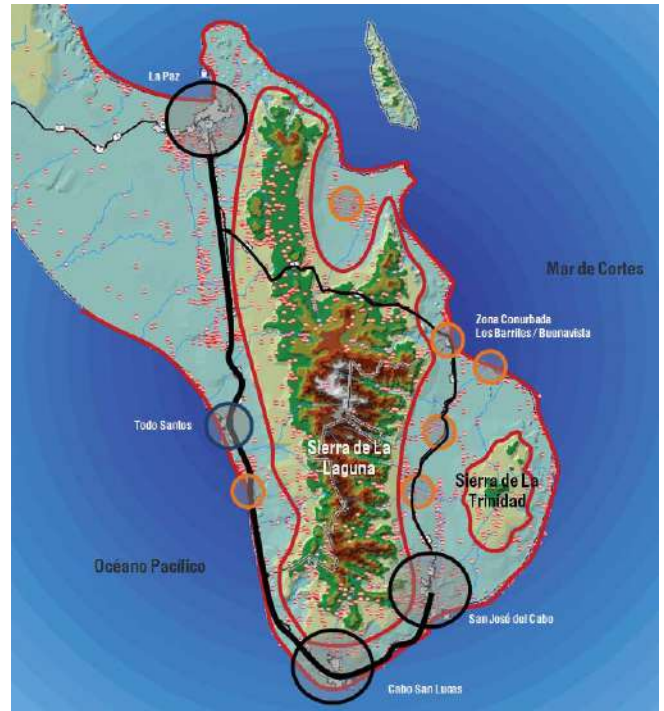 La Paz
Mar de Cortes
Zona Conurbada
Los Barriles / Buenavista
Todo Santos
Sierra de La
Laguna
Sierra de La
Trinidad
Océano Pacífico
San José del Cabo
Cabo San Lucas